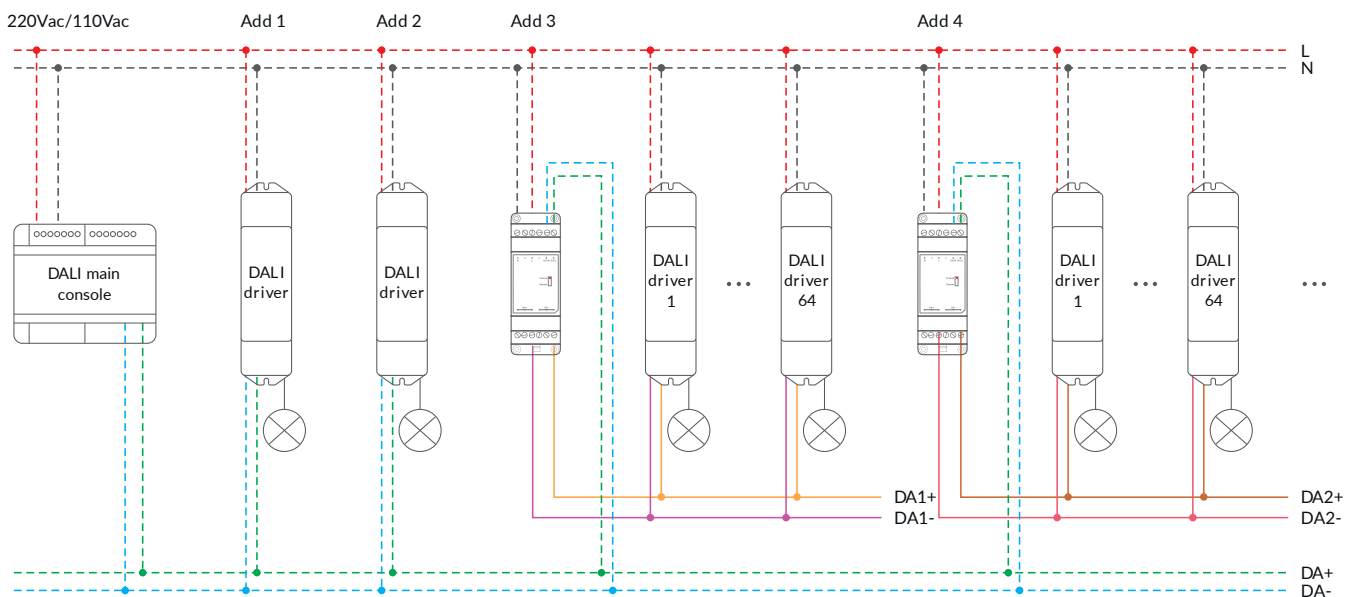 220Vac/110Vac
Add 1
Add 2
Add 3
Add 4
L
N
DALI main
console
DALI
driver
DALI
driver
DALI
driver
1
...
DALI
driver
64
DALI
driver
1
...
DALI
driver
64
...
DA1+
DA1-
DA2+
DA2-
DA+
DA-